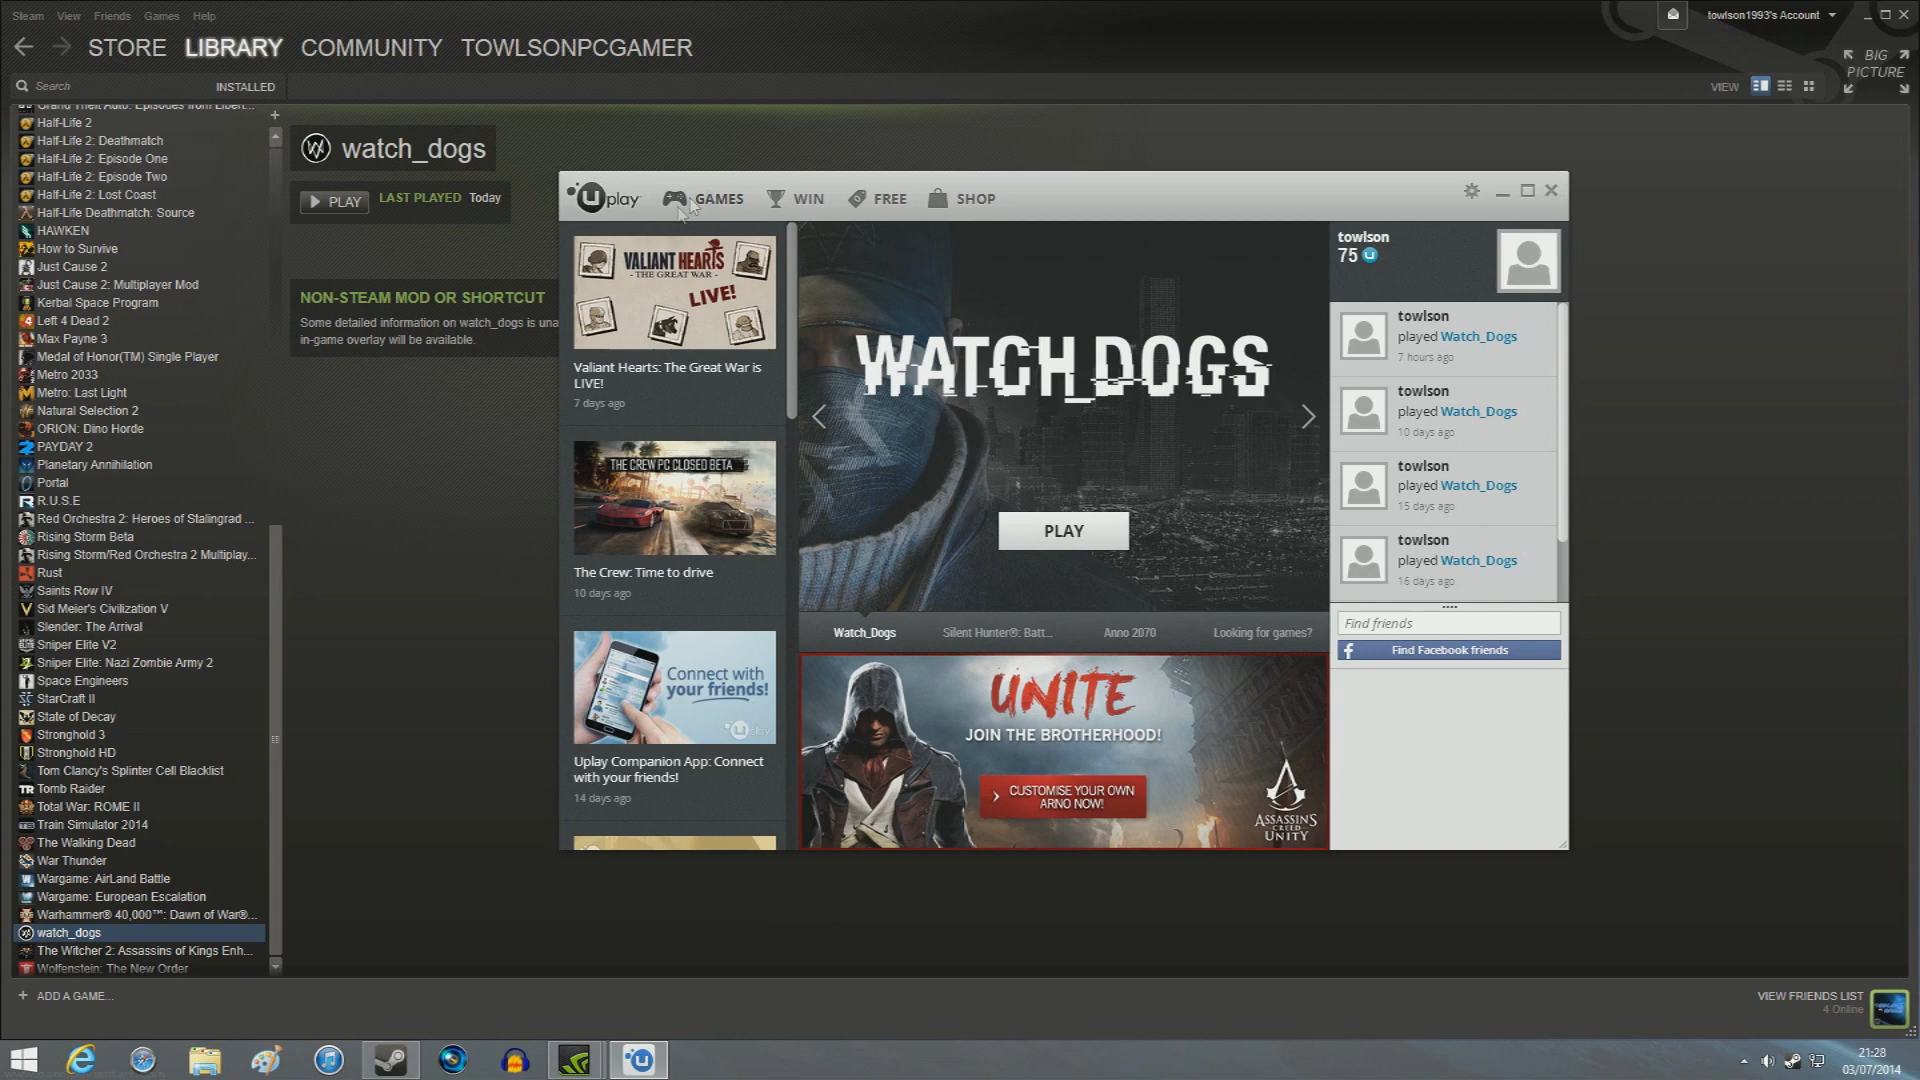 Steam View Friends Games Help
towlson1993's Account
STORE LIBRARY COMMUNITY TOWLSONPCGAMER
BIG PICTURE
Search
INSTALLED
VIEW
Grand Theft Auto: Episodes from Libert...
Half-Life 2
Half-Life 2: Deathmatch
Half-Life 2: Episode One
Half-Life 2: Episode Two
Half-Life 2: Lost Coast
Half-Life Deathmatch: Source
HAWKEN
How to Survive
Just Cause 2
Just Cause 2: Multiplayer Mod
Kerbal Space Program
Left 4 Dead 2
Max Payne 3
Medal of Honor(TM) Single Player
Metro 2033
Metro: Last Light
Natural Selection 2
ORION: Dino Horde
PAYDAY 2
Planetary Annihilation
Portal
R.U.S.E
Red Orchestra 2: Heroes of Stalingrad ...
Rising Storm Beta
Rising Storm/Red Orchestra 2 Multiplay...
Rust
Saints Row IV
Sid Meier's Civilization V
Slender: The Arrival
Sniper Elite V2
Sniper Elite: Nazi Zombie Army 2
Space Engineers
StarCraft II
State of Decay
Stronghold 3
Stronghold HD
Tom Clancy's Splinter Cell Blacklist
Tomb Raider
Total War: ROME II
Train Simulator 2014
The Walking Dead
War Thunder
Wargame: AirLand Battle
Wargame: European Escalation
Warhammer® 40,000™: Dawn of War®...
watch_dogs
The Witcher 2: Assassins of Kings Enh...
Wolfenstein: The New Order
+ ADD A GAME...
watch_dogs
PLAY
LAST PLAYED Today
NON-STEAM MOD OR SHORTCUT
Some detailed information on watch_dogs is una
in-game overlay will be available.
uplay
GAMES
WIN
FREE
SHOP
VALIANT HEARTS
- THE GREAT WAR -
LIVE!
Valiant Hearts: The Great War is
LIVE!
7 days ago
THE CREW PC CLOSED BETA
The Crew: Time to drive
10 days ago
Connect with
your friends!
uplay
Uplay Companion App: Connect
with your friends!
14 days ago
WATCH_DOGS
PLAY
Watch_Dogs
Silent Hunter®: Batt...
Anno 2070
Looking for games?
UNITE
JOIN THE BROTHERHOOD!
CUSTOMISE YOUR OWN
ARNO NOW!
ASSASSIN'S
CREED
UNITY
towlson
75
towlson
played Watch_Dogs
7 hours ago
towlson
played Watch_Dogs
10 days ago
towlson
played Watch_Dogs
15 days ago
towlson
played Watch_Dogs
16 days ago
Find friends
Find Facebook friends
VIEW FRIENDS LIST
4 Online
21:28
03/07/2014